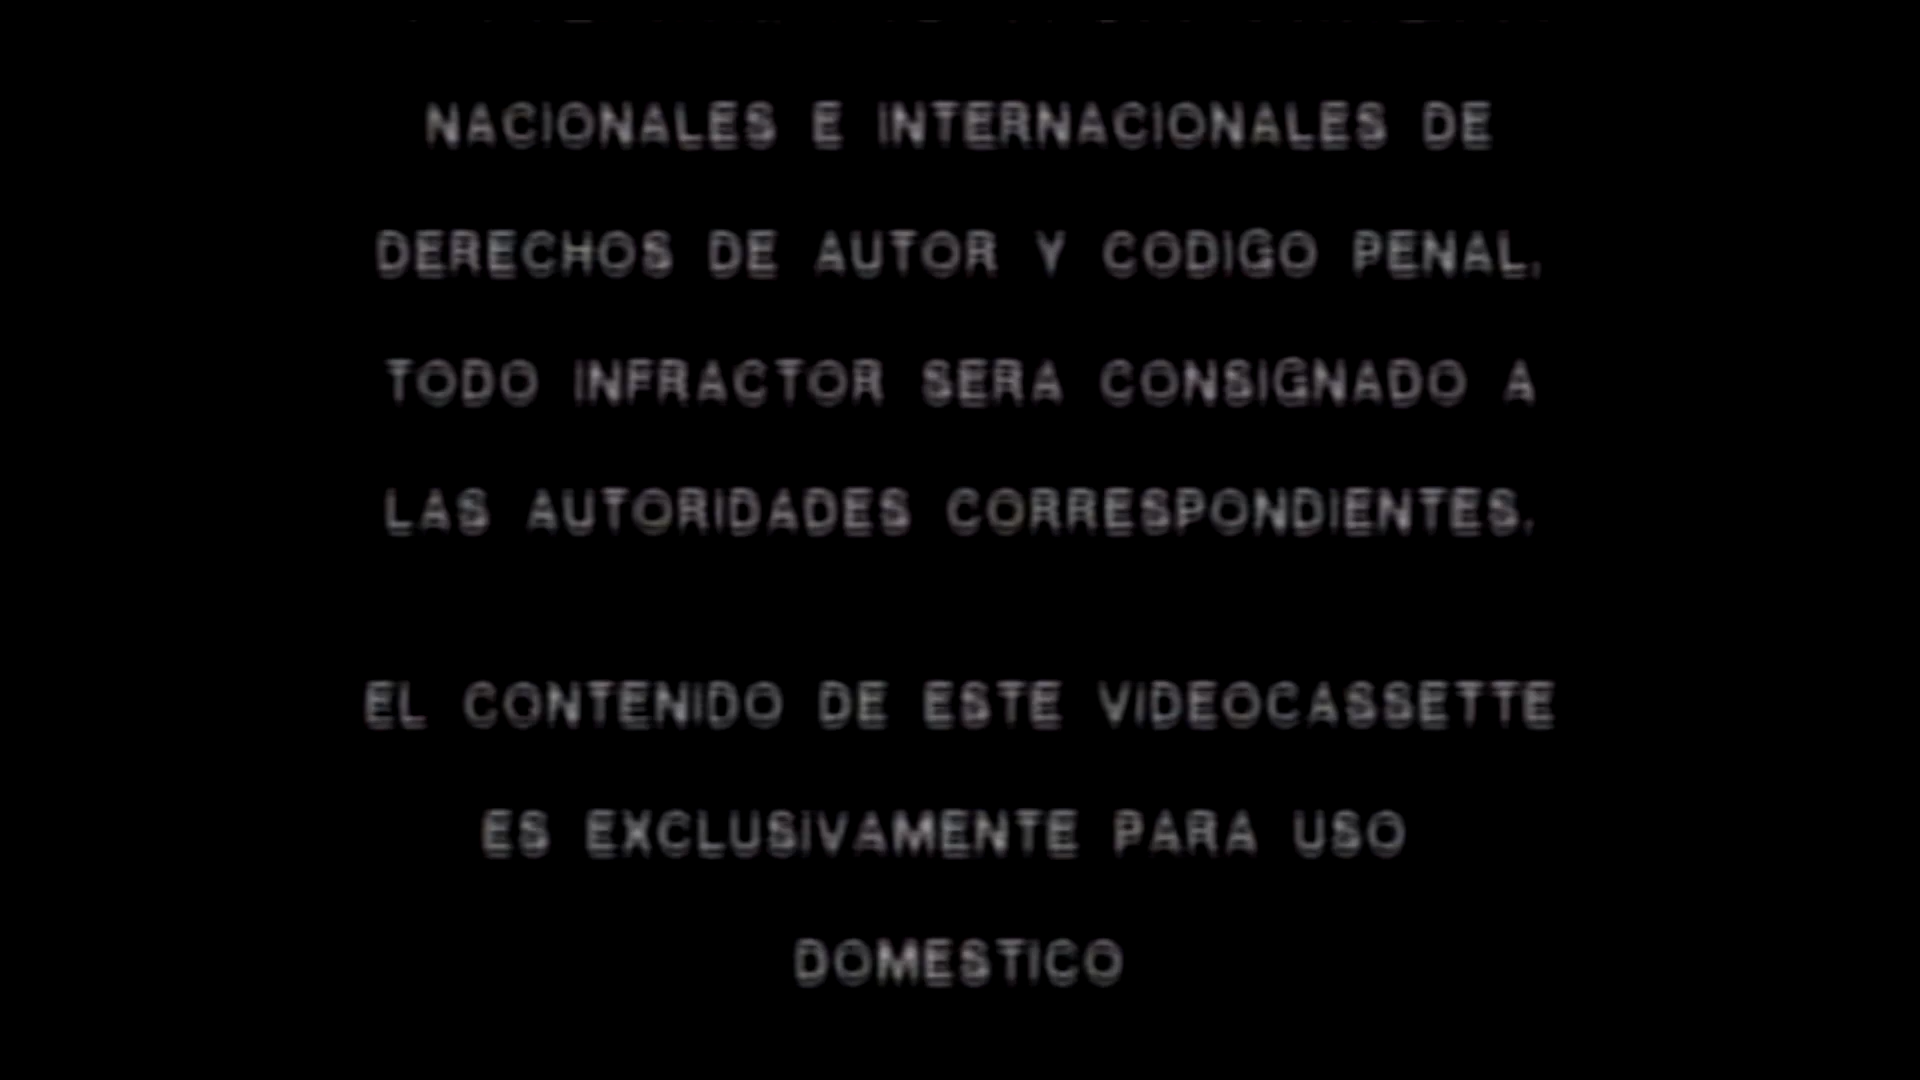 NACIONALES E INTERNACIONALES DE
DERECHOS DE AUTOR Y CODIGO PENAL.
TODO INFRACTOR SERA CONSIGNADO A
LAS AUTORIDADES CORRESPONDIENTES.
EL CONTENIDO DE ESTE VIDEOCASSETTE
ES EXCLUSIVAMENTE PARA USO
DOMESTICO